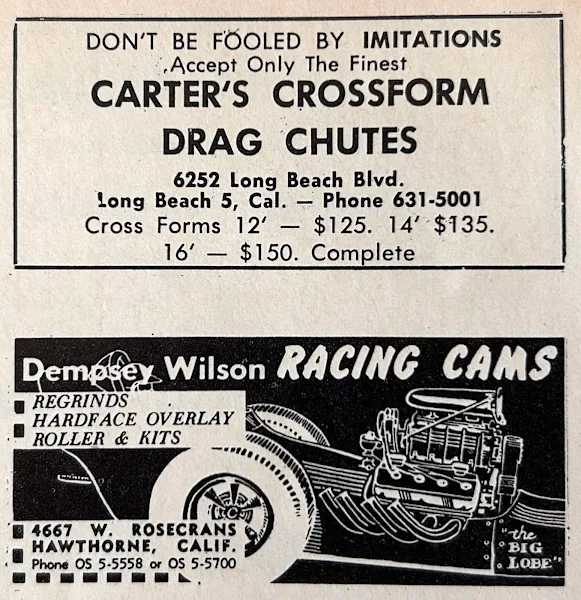 DON'T BE FOOLED BY IMITATIONS
Accept Only The Finest
CARTER'S CROSSFORM
DRAG CHUTES
6252 Long Beach Blvd.
Long Beach 5, Cal. — Phone 631-5001
Cross Forms 12' — $125. 14' $135.
16' — $150. Complete
Dempsey Wilson RACING CAMS
REGRINDS
HARDFACE OVERLAY
ROLLER & KITS
4667 W. ROSECRANS
HAWTHORNE, CALIF.
Phone OS 5-5558 or OS 5-5700
"the
BIG
LOBE"